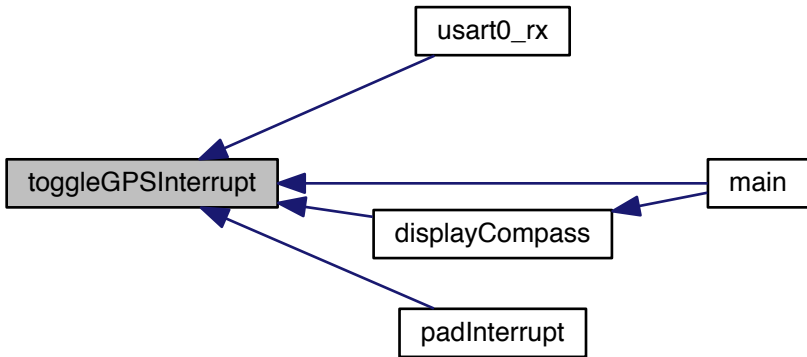 usart0_rx
toggleGPSInterrupt
main
displayCompass
padInterrupt